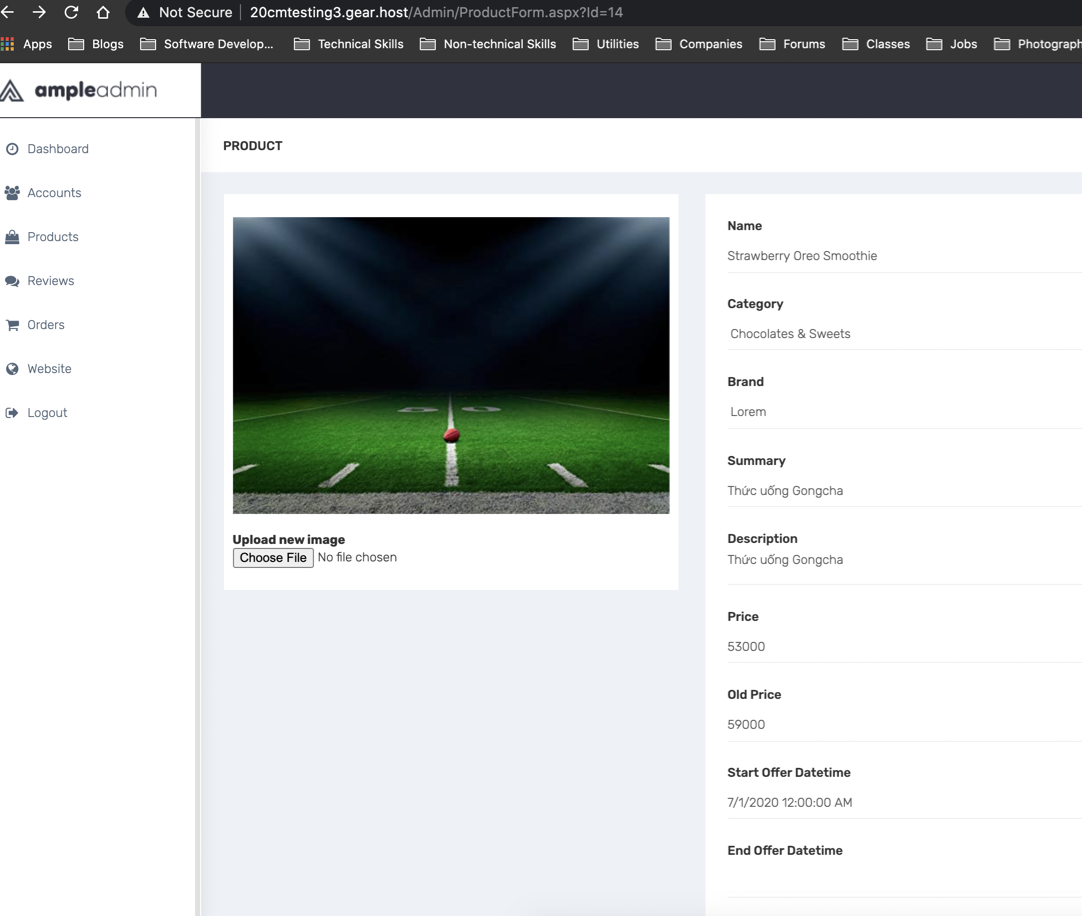 Not Secure | 20cmtesting3.gear.host/Admin/ProductForm.aspx?Id=14
Apps Blogs Software Develop... Technical Skills Non-technical Skills Utilities Companies Forums Classes Jobs Photograph
ampleadmin
Dashboard
Accounts
Products
Reviews
Orders
Website
Logout
PRODUCT
5 0
Upload new image
Choose File No file chosen
Name
Strawberry Oreo Smoothie
Category
Chocolates & Sweets
Brand
Lorem
Summary
Thức uống Gongcha
Description
Thức uống Gongcha
Price
53000
Old Price
59000
Start Offer Datetime
7/1/2020 12:00:00 AM
End Offer Datetime